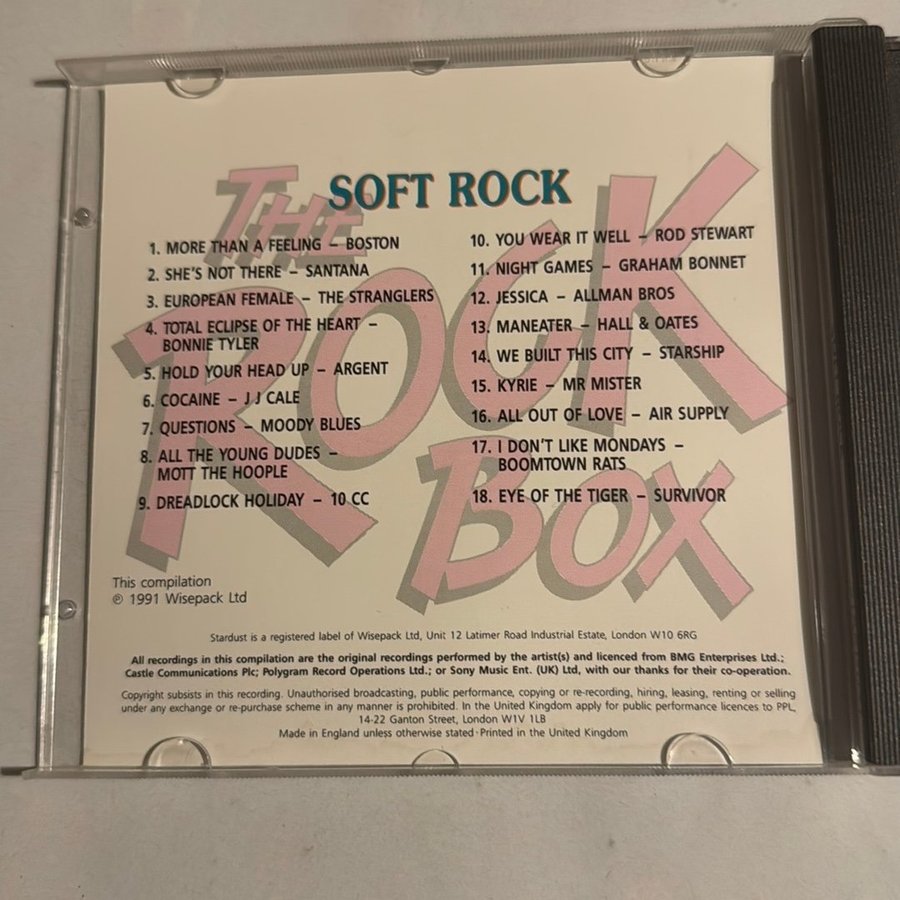 THE
ROCK
BOX
SOFT ROCK
1. MORE THAN A FEELING – BOSTON
2. SHE'S NOT THERE – SANTANA
3. EUROPEAN FEMALE – THE STRANGLERS
4. TOTAL ECLIPSE OF THE HEART –
BONNIE TYLER
5. HOLD YOUR HEAD UP – ARGENT
6. COCAINE – J J CALE
7. QUESTIONS – MOODY BLUES
8. ALL THE YOUNG DUDES –
MOTT THE HOOPLE
9. DREADLOCK HOLIDAY – 10 CC
10. YOU WEAR IT WELL – ROD STEWART
11. NIGHT GAMES – GRAHAM BONNET
12. JESSICA – ALLMAN BROS
13. MANEATER – HALL & OATES
14. WE BUILT THIS CITY – STARSHIP
15. KYRIE – MR MISTER
16. ALL OUT OF LOVE – AIR SUPPLY
17. I DON'T LIKE MONDAYS –
BOOMTOWN RATS
18. EYE OF THE TIGER – SURVIVOR
This compilation
℗ 1991 Wisepack Ltd
Stardust is a registered label of Wisepack Ltd, Unit 12 Latimer Road Industrial Estate, London W10 6RG
All recordings in this compilation are the original recordings performed by the artist(s) and licenced from BMG Enterprises Ltd.;
Castle Communications Plc; Polygram Record Operations Ltd.; or Sony Music Ent. (UK) Ltd, with our thanks for their co-operation.
Copyright subsists in this recording. Unauthorised broadcasting, public performance, copying or re-recording, hiring, leasing, renting or selling
under any exchange or re-purchase scheme in any manner is prohibited. In the United Kingdom apply for public performance licences to PPL,
14-22 Ganton Street, London W1V 1LB
Made in England unless otherwise stated · Printed in the United Kingdom